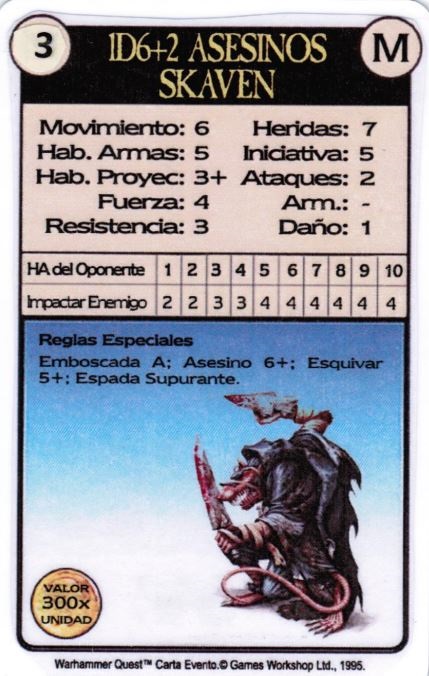 3
1D6+2 ASESINOS
SKAVEN
M
Movimiento: 6 Heridas: 7
Hab. Armas: 5 Iniciativa: 5
Hab. Proyec: 3+ Ataques: 2
Fuerza: 4 Arm.: -
Resistencia: 3 Daño: 1
HA del Oponente 1 2 3 4 5 6 7 8 9 10
Impactar Enemigo 2 2 3 3 4 4 4 4 4 4
Reglas Especiales
Emboscada A; Asesino 6+; Esquivar
5+; Espada Supurante.
VALOR
300x
UNIDAD
Warhammer Quest™ Carta Evento.© Games Workshop Ltd., 1995.